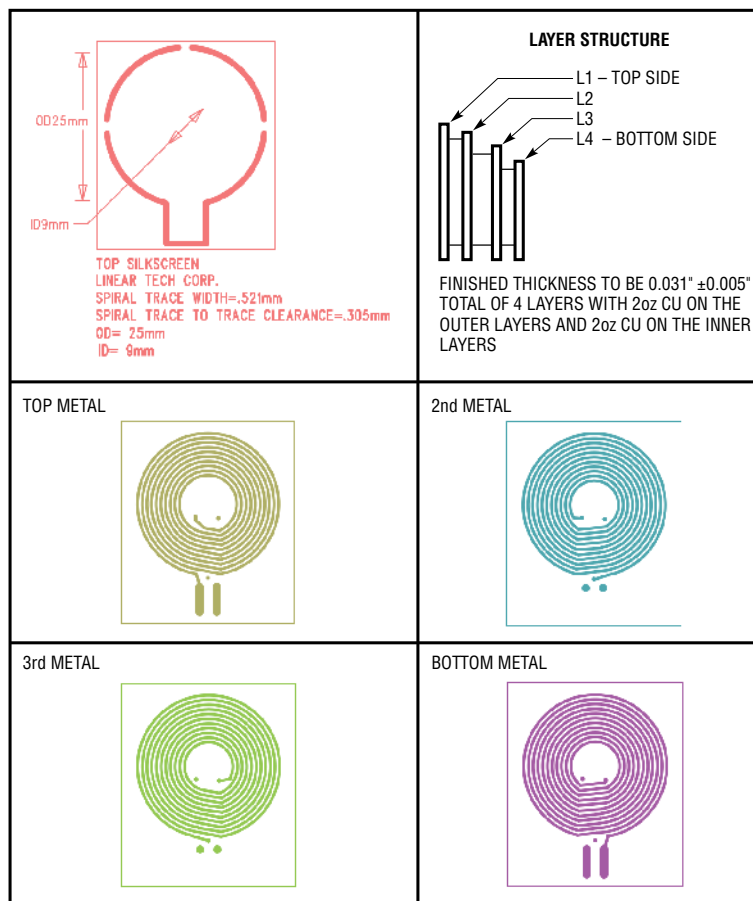 OD25mm
ID9mm
TOP SILKSCREEN
LINEAR TECH CORP.
SPIRAL TRACE WIDTH=.521mm
SPIRAL TRACE TO TRACE CLEARANCE=.305mm
OD= 25mm
ID= 9mm
LAYER STRUCTURE
L1 – TOP SIDE
L2
L3
L4 – BOTTOM SIDE
FINISHED THICKNESS TO BE 0.031" ±0.005"
TOTAL OF 4 LAYERS WITH 2oz CU ON THE
OUTER LAYERS AND 2oz CU ON THE INNER
LAYERS
TOP METAL
2nd METAL
3rd METAL
BOTTOM METAL